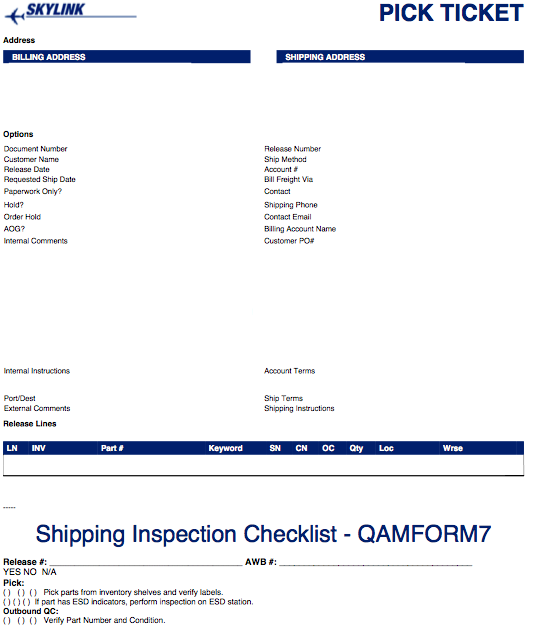 SKYLINK
PICK TICKET
Address
BILLING ADDRESS
SHIPPING ADDRESS
Options
Document Number
Release Number
Customer Name
Ship Method
Release Date
Account #
Requested Ship Date
Bill Freight Via
Paperwork Only?
Contact
Hold?
Shipping Phone
Order Hold
Contact Email
AOG?
Billing Account Name
Internal Comments
Customer PO#
Internal Instructions
Account Terms
Port/Dest
Ship Terms
External Comments
Shipping Instructions
Release Lines
LN INV Part # Keyword SN CN OC Qty Loc Wrse
-----
Shipping Inspection Checklist - QAMFORM7
Release #: ______________________ AWB #: ______________________
YES NO N/A
Pick:
( ) ( ) ( ) Pick parts from inventory shelves and verify labels.
( ) ( ) ( ) If part has ESD indicators, perform inspection on ESD station.
Outbound QC:
( ) ( ) ( ) Verify Part Number and Condition.